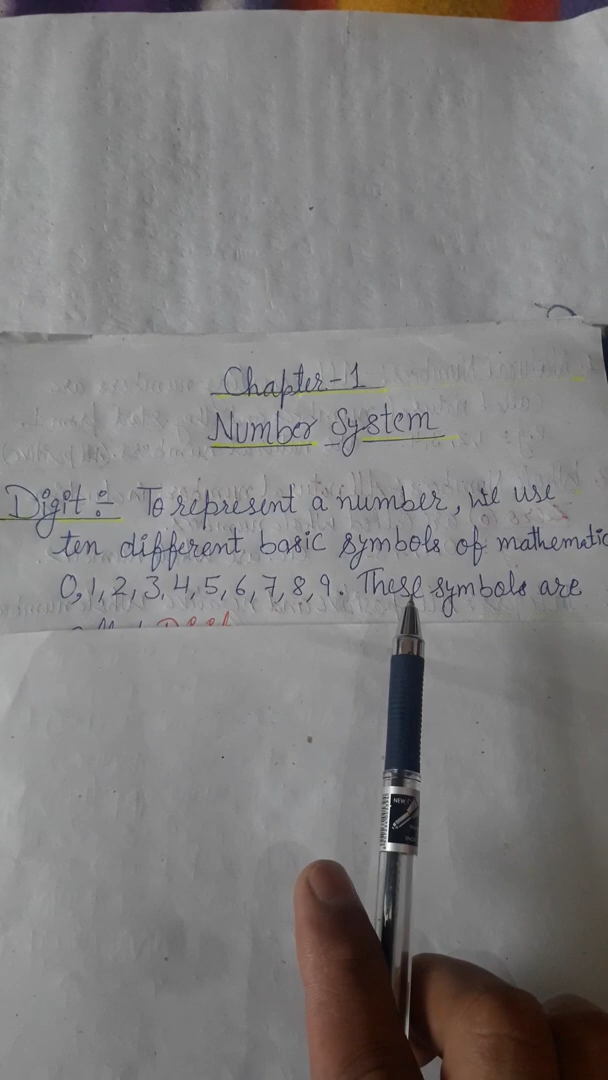 Chapter-1
Number System
Digit :- To represent a number, we use
ten different basic symbols of mathematic
0, 1, 2, 3, 4, 5, 6, 7, 8, 9. These symbols are